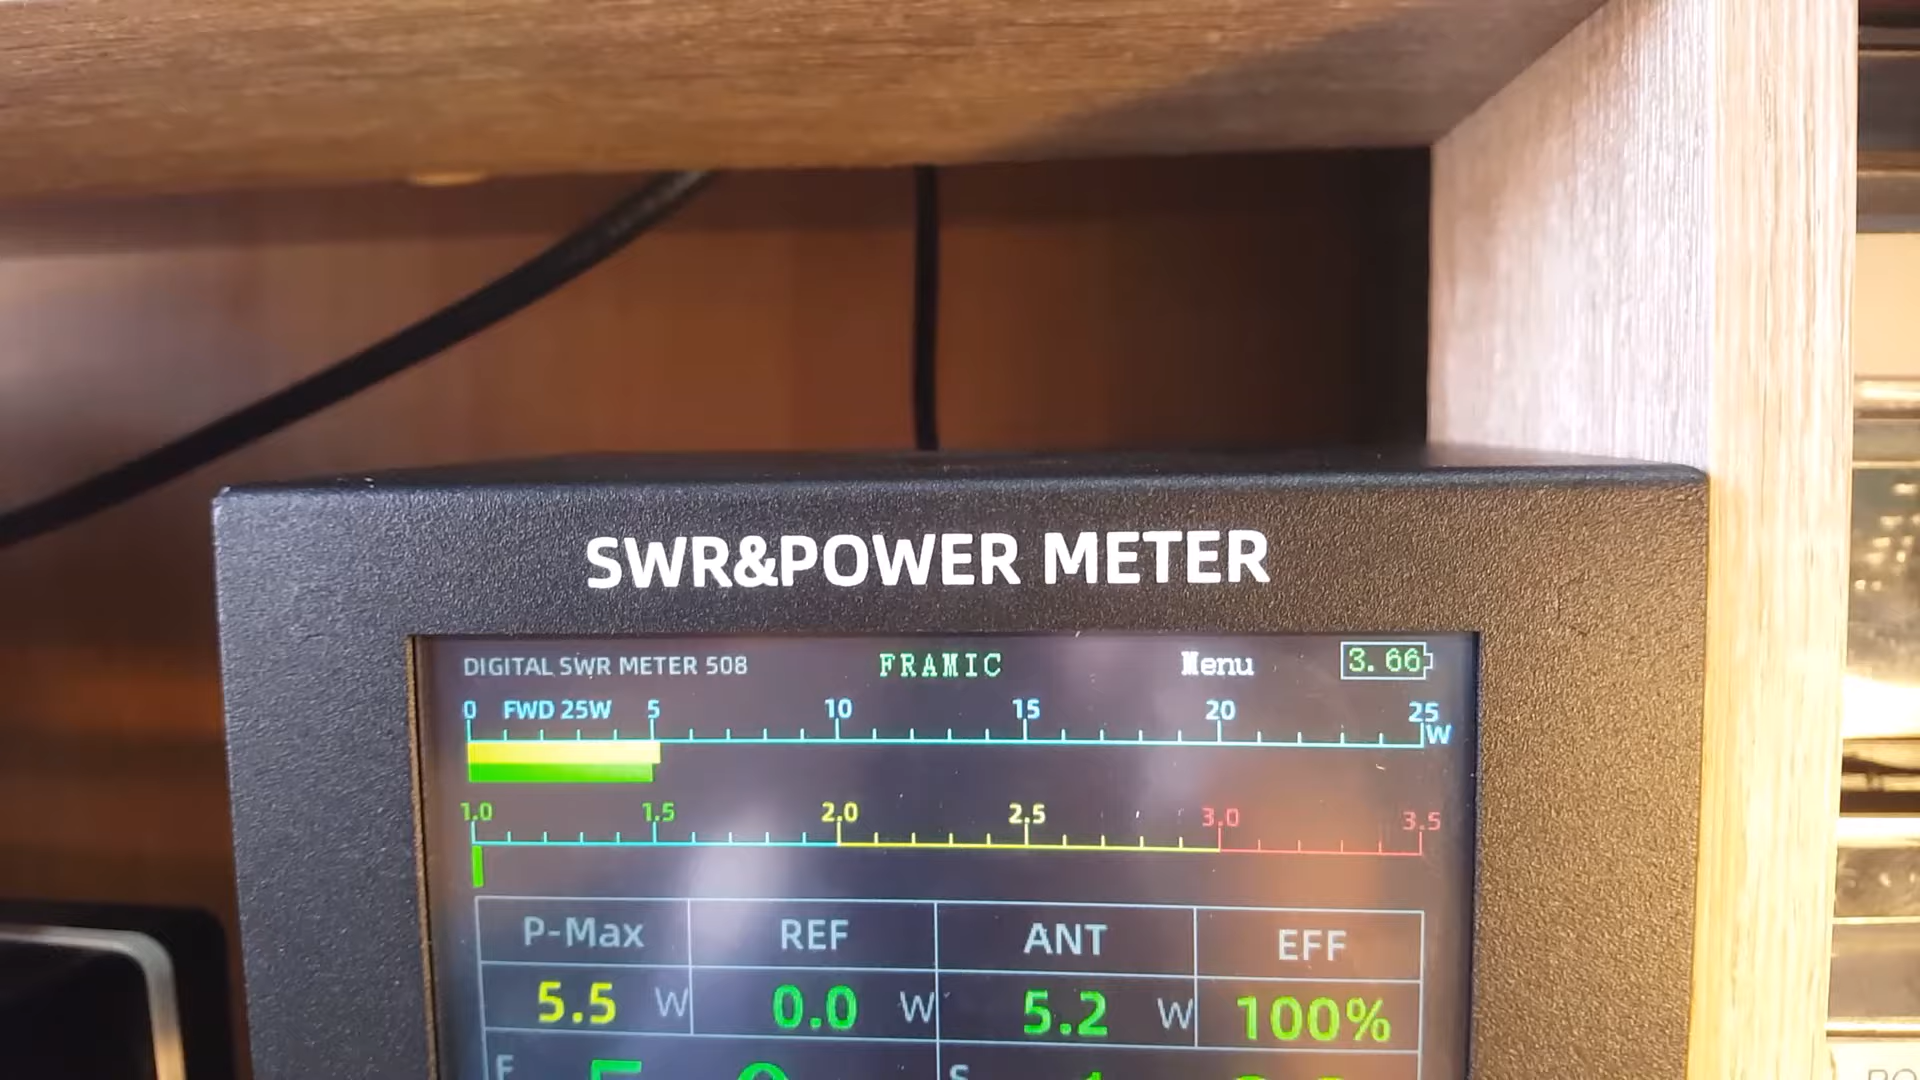 SWR&POWER METER
DIGITAL SWR METER 508 FRAMIC Menu 3.66
0 FWD 25W 5 10 15 20 25 W
1.0 1.5 2.0 2.5 3.0 3.5
P-Max REF ANT EFF
5.5 W 0.0 W 5.2 W 100%